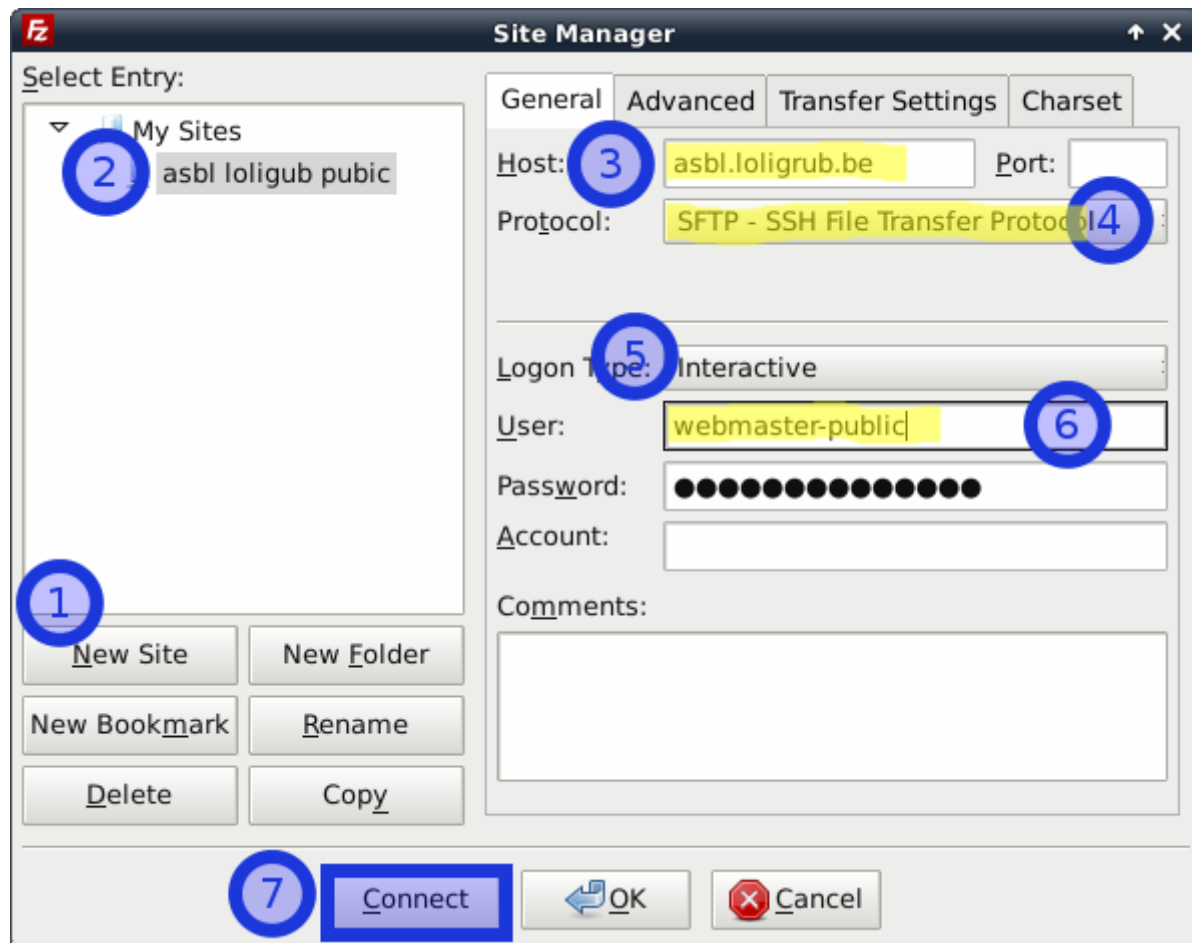 Fz
Site Manager
Select Entry:
My Sites
2
asbl loligub pubic
1
New Site
New Folder
New Bookmark
Rename
Delete
Copy
General
Advanced
Transfer Settings
Charset
Host:
3
asbl.loligrub.be
Port:
Protocol:
SFTP - SSH File Transfer Protocol
4
Logon Type:
5
Interactive
User:
webmaster-public
6
Password:
●●●●●●●●●●●●●●
Account:
Comments:
7
Connect
OK
Cancel